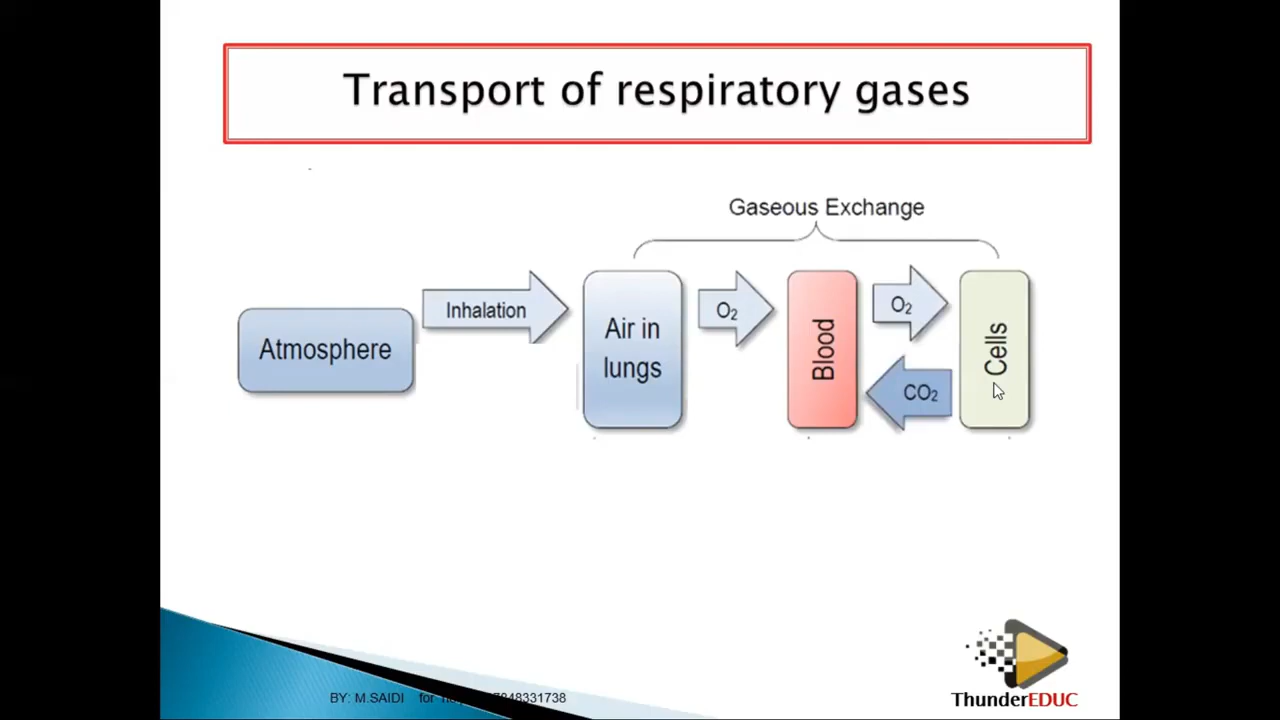 Transport of respiratory gases
Gaseous Exchange
Inhalation
O₂
O₂
Air in
lungs
Atmosphere
Blood
Cells
CO₂
BY: M.SAIDI for
ThunderEDUC